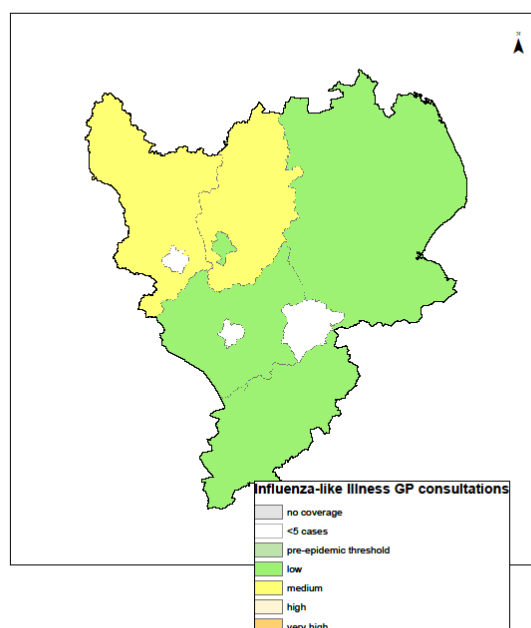 N
Influenza-like Illness GP consultations
no coverage
<5 cases
pre-epidemic threshold
low
medium
high
very high